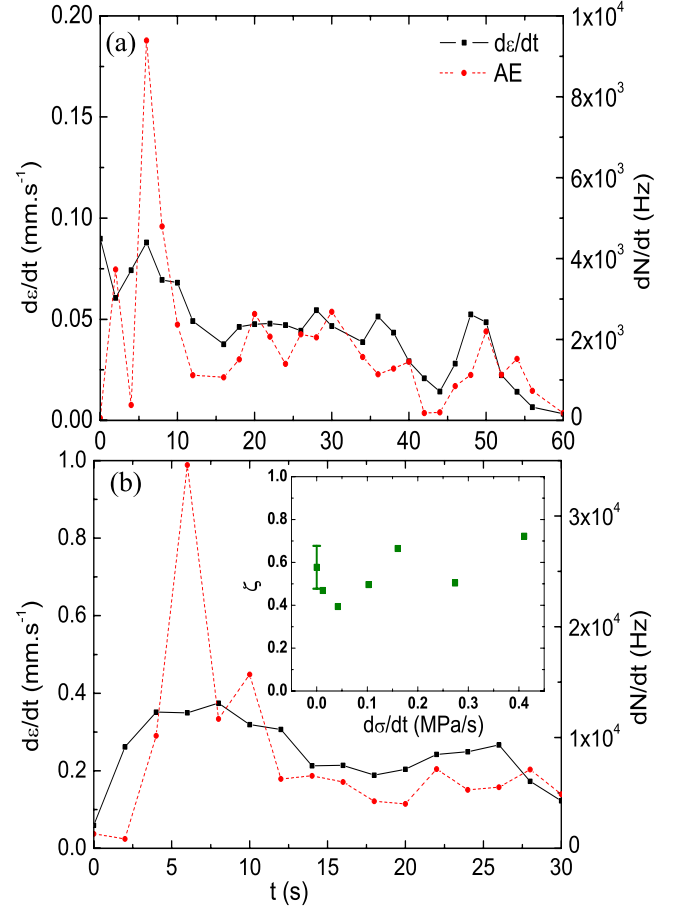 (a)
dε/dt
AE
0.20
0.15
0.10
0.05
0.00
dε/dt (mm.s⁻¹)
1x10⁴
8x10³
6x10³
4x10³
2x10³
0
dN/dt (Hz)
0 10 20 30 40 50 60
(b)
1.0
0.8
0.6
0.4
0.2
0.0
dε/dt (mm.s⁻¹)
1.0
0.8
0.6
0.4
0.2
0.0
ζ
0.0 0.1 0.2 0.3 0.4
dσ/dt (MPa/s)
3x10⁴
2x10⁴
1x10⁴
0
dN/dt (Hz)
0 5 10 15 20 25 30
t (s)